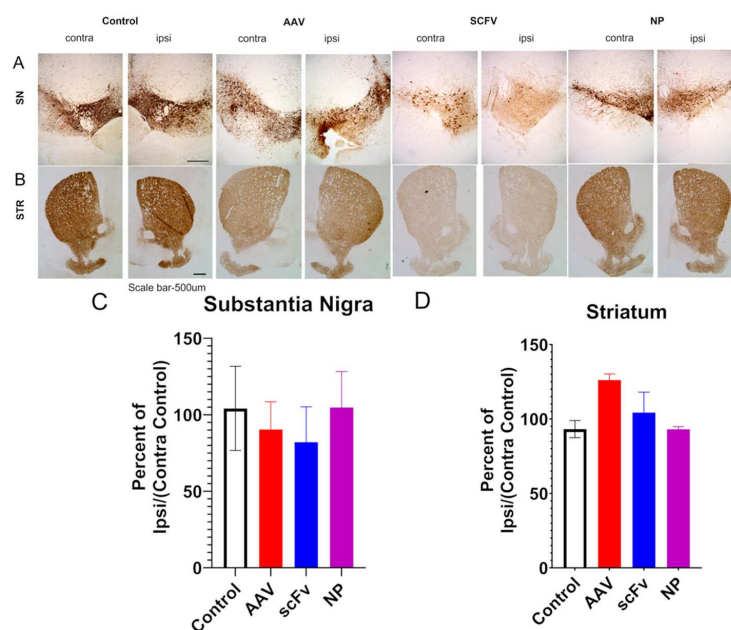 Control AAV SCFV NP
contra ipsi contra ipsi contra ipsi contra ipsi
A
SN
B
STR
Scale bar-500um
C Substantia Nigra
Percent of
Ipsi/(Contra Control)
150
100
50
0
Control AAV scFv NP
D Striatum
Percent of
Ipsi/(Contra Control)
150
100
50
0
Control AAV scFv NP